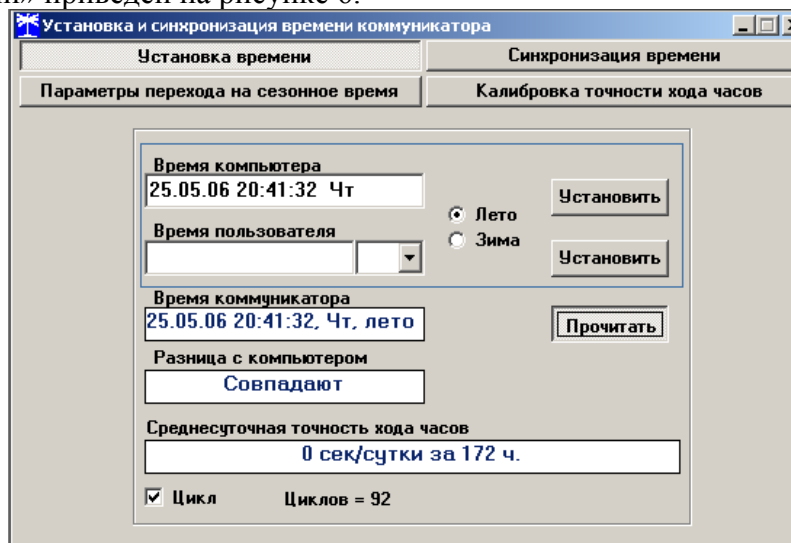 приведен на рисунке 6.
Установка и синхронизация времени коммуникатора
Установка времени
Синхронизация времени
Параметры перехода на сезонное время
Калибровка точности хода часов
Время компьютера
25.05.06 20:41:32 Чт
Лето
Установить
Время пользователя
Зима
Установить
Время коммуникатора
25.05.06 20:41:32, Чт, лето
Прочитать
Разница с компьютером
Совпадают
Среднесуточная точность хода часов
0 сек/сутки за 172 ч.
Цикл
Циклов = 92